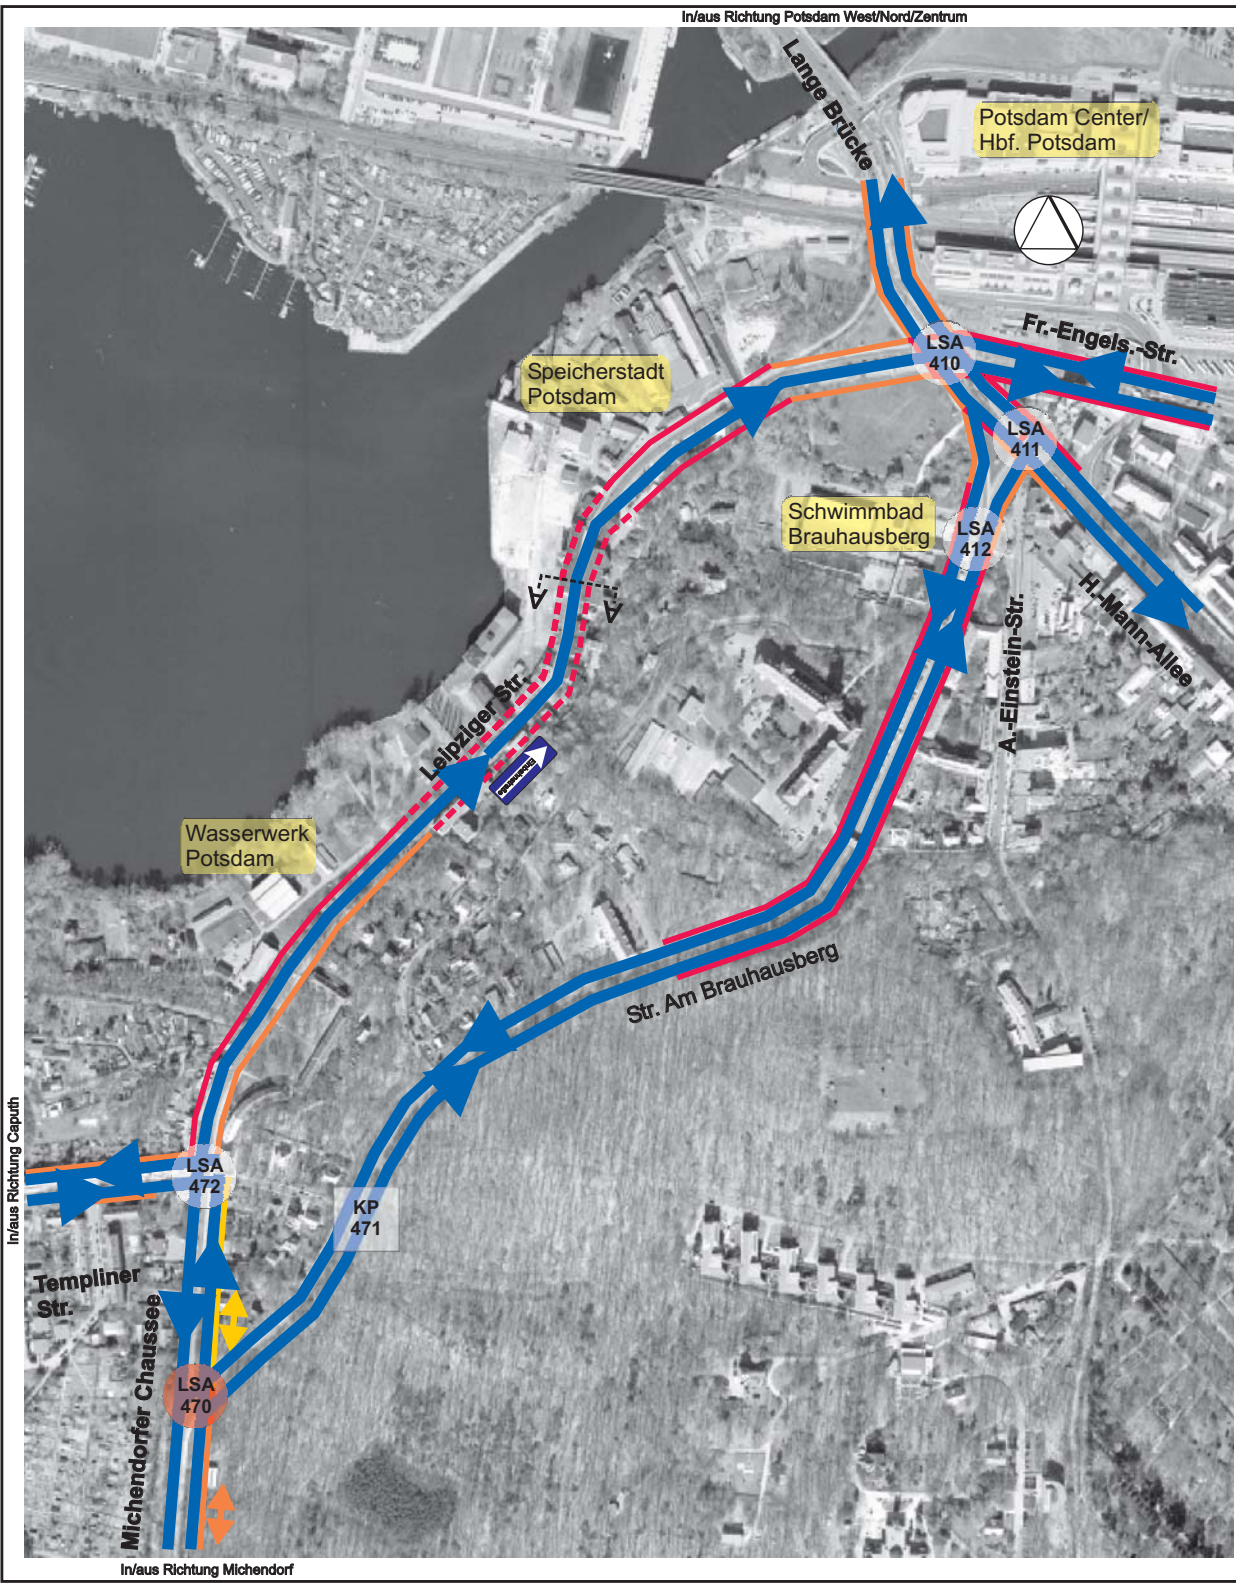 In/aus Richtung Potsdam West/Nord/Zentrum
Lange Brücke
Potsdam Center/
Hbf. Potsdam
Fr.-Engels.-Str.
LSA
410
Speicherstadt
Potsdam
LSA
411
Schwimmbad
Brauhausberg
LSA
412
A
A
H.-Mann-Allee
A.-Einstein-Str.
Leipziger Str.
Einbahnstraße
Wasserwerk
Potsdam
Str. Am Brauhausberg
In/aus Richtung Caputh
LSA
472
KP
471
Templiner
Str.
Michendorfer Chaussee
LSA
470
In/aus Richtung Michendorf